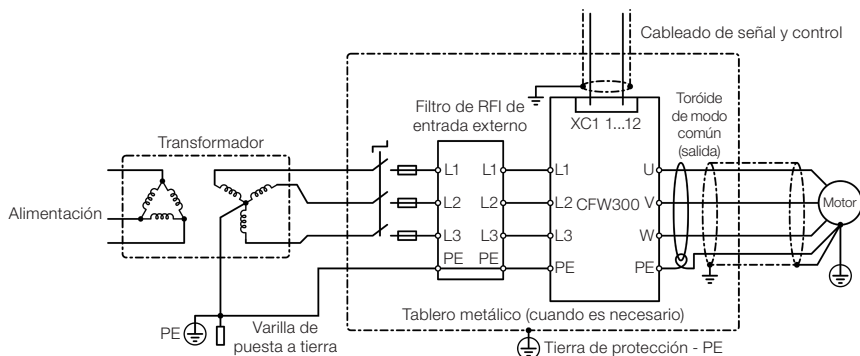 Cableado de señal y control
Filtro de RFI de
entrada externo
XC1 1...12
Toróide
de modo
común
(salida)
Transformador
Alimentación
L1 L1 L1 U
L2 L2 L2 CFW300 V
L3 L3 L3 W
PE PE PE PE
Motor
PE
Varilla de
puesta a tierra
Tablero metálico (cuando es necesario)
Tierra de protección - PE